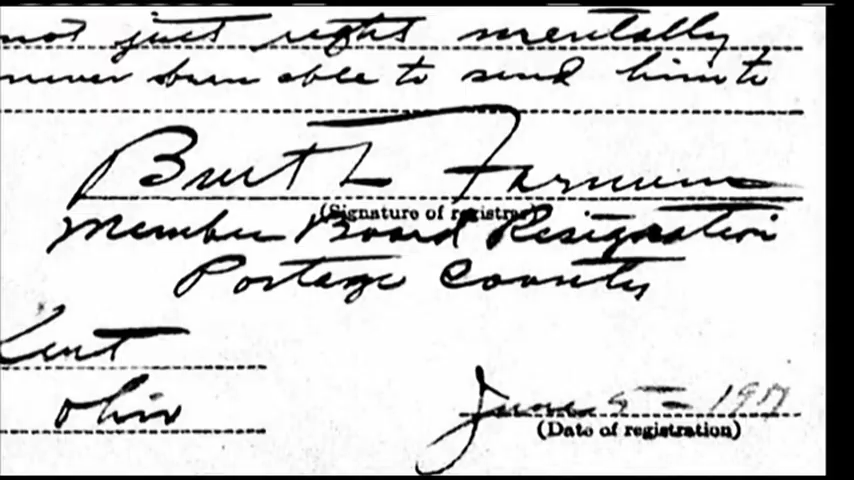 not just right mentally
never been able to send him to
Burt L Farnum
(Signature of registrar)
Member Board Resignation
Portage County
Kent
Ohio
June 5 - 1917
(Date of registration)